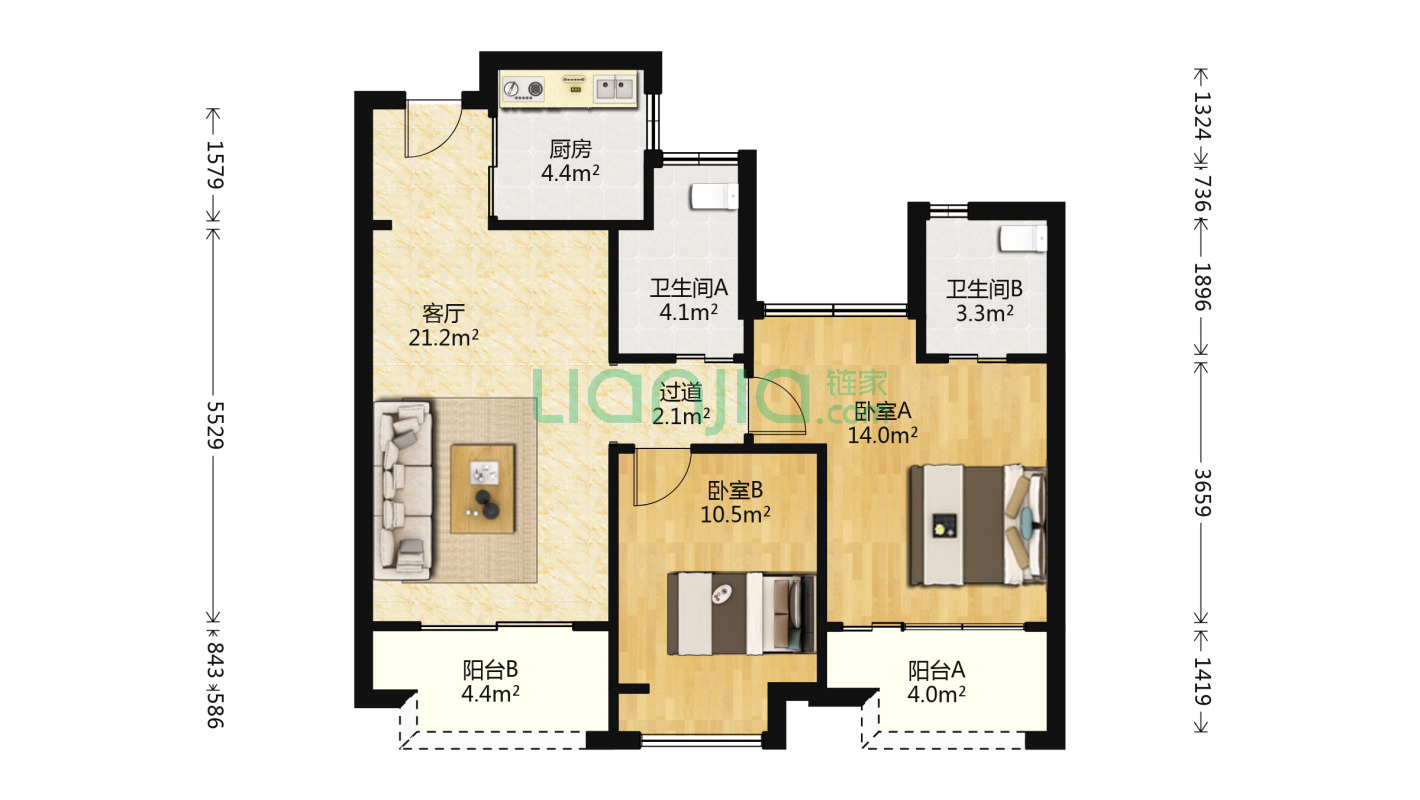 厨房
4.4m²
卫生间A
4.1m²
卫生间B
3.3m²
客厅
21.2m²
过道
2.1m²
卧室A
14.0m²
卧室B
10.5m²
阳台B
4.4m²
阳台A
4.0m²
Lianjia 链家
.com
1579
5529
843
586
1324
736
1896
3659
1419